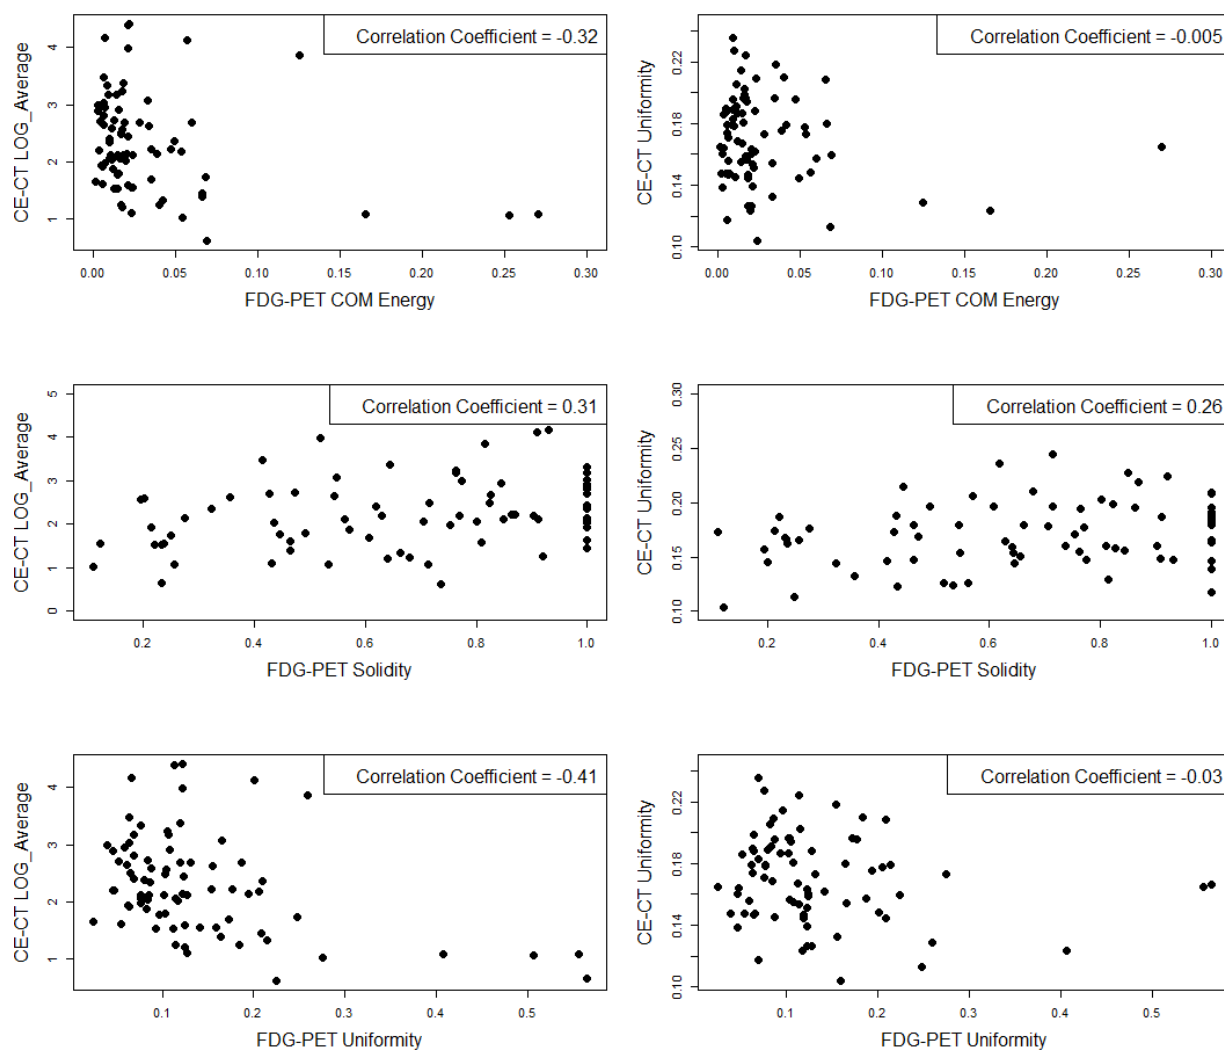 Correlation Coefficient = -0.32
CE-CT LOG_Average
4
3
2
1
0.00 0.05 0.10 0.15 0.20 0.25 0.30
FDG-PET COM Energy
Correlation Coefficient = -0.005
CE-CT Uniformity
0.22
0.18
0.14
0.10
0.00 0.05 0.10 0.15 0.20 0.25 0.30
FDG-PET COM Energy
Correlation Coefficient = 0.31
CE-CT LOG_Average
5
4
3
2
1
0
0.2 0.4 0.6 0.8 1.0
FDG-PET Solidity
Correlation Coefficient = 0.26
CE-CT Uniformity
0.30
0.25
0.20
0.15
0.10
0.2 0.4 0.6 0.8 1.0
FDG-PET Solidity
Correlation Coefficient = -0.41
CE-CT LOG_Average
4
3
2
1
0.1 0.2 0.3 0.4 0.5
FDG-PET Uniformity
Correlation Coefficient = -0.03
CE-CT Uniformity
0.22
0.18
0.14
0.10
0.1 0.2 0.3 0.4 0.5
FDG-PET Uniformity